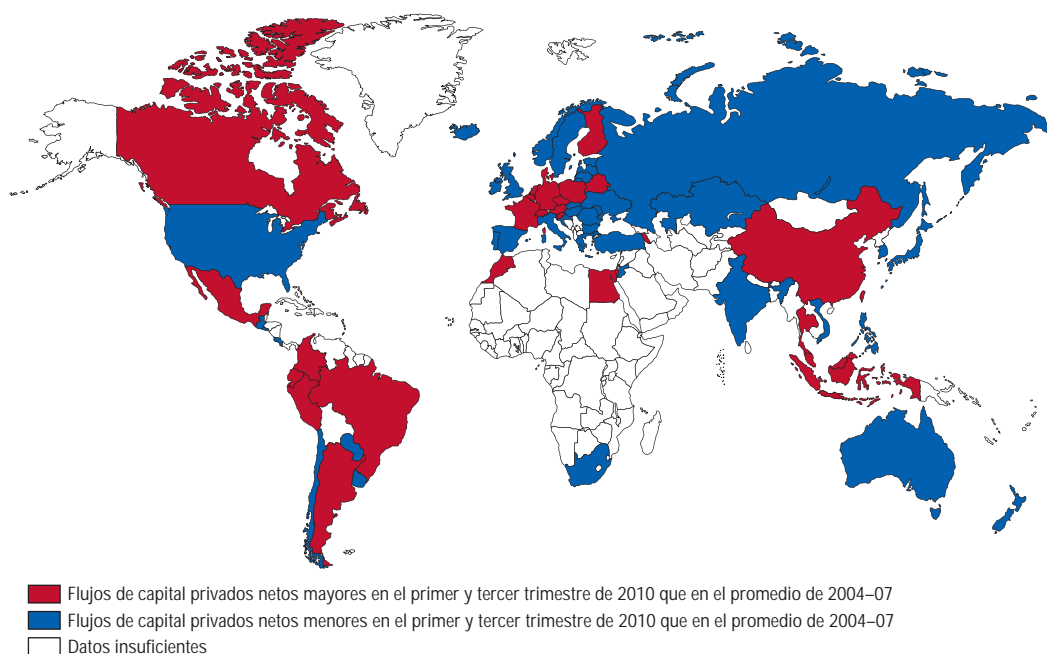 Flujos de capital privados netos mayores en el primer y tercer trimestre de 2010 que en el promedio de 2004–07
Flujos de capital privados netos menores en el primer y tercer trimestre de 2010 que en el promedio de 2004–07
Datos insuficientes